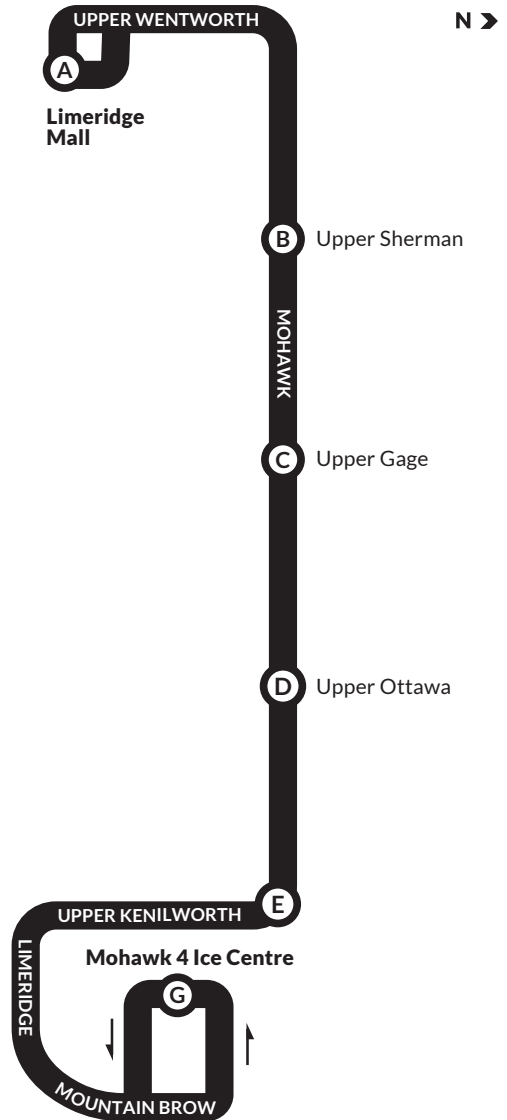 UPPER WENTWORTH
N
A
Limeridge
Mall
B Upper Sherman
MOHAWK
C Upper Gage
D Upper Ottawa
E
UPPER KENILWORTH
LIMERIDGE
Mohawk 4 Ice Centre
G
MOUNTAIN BROW